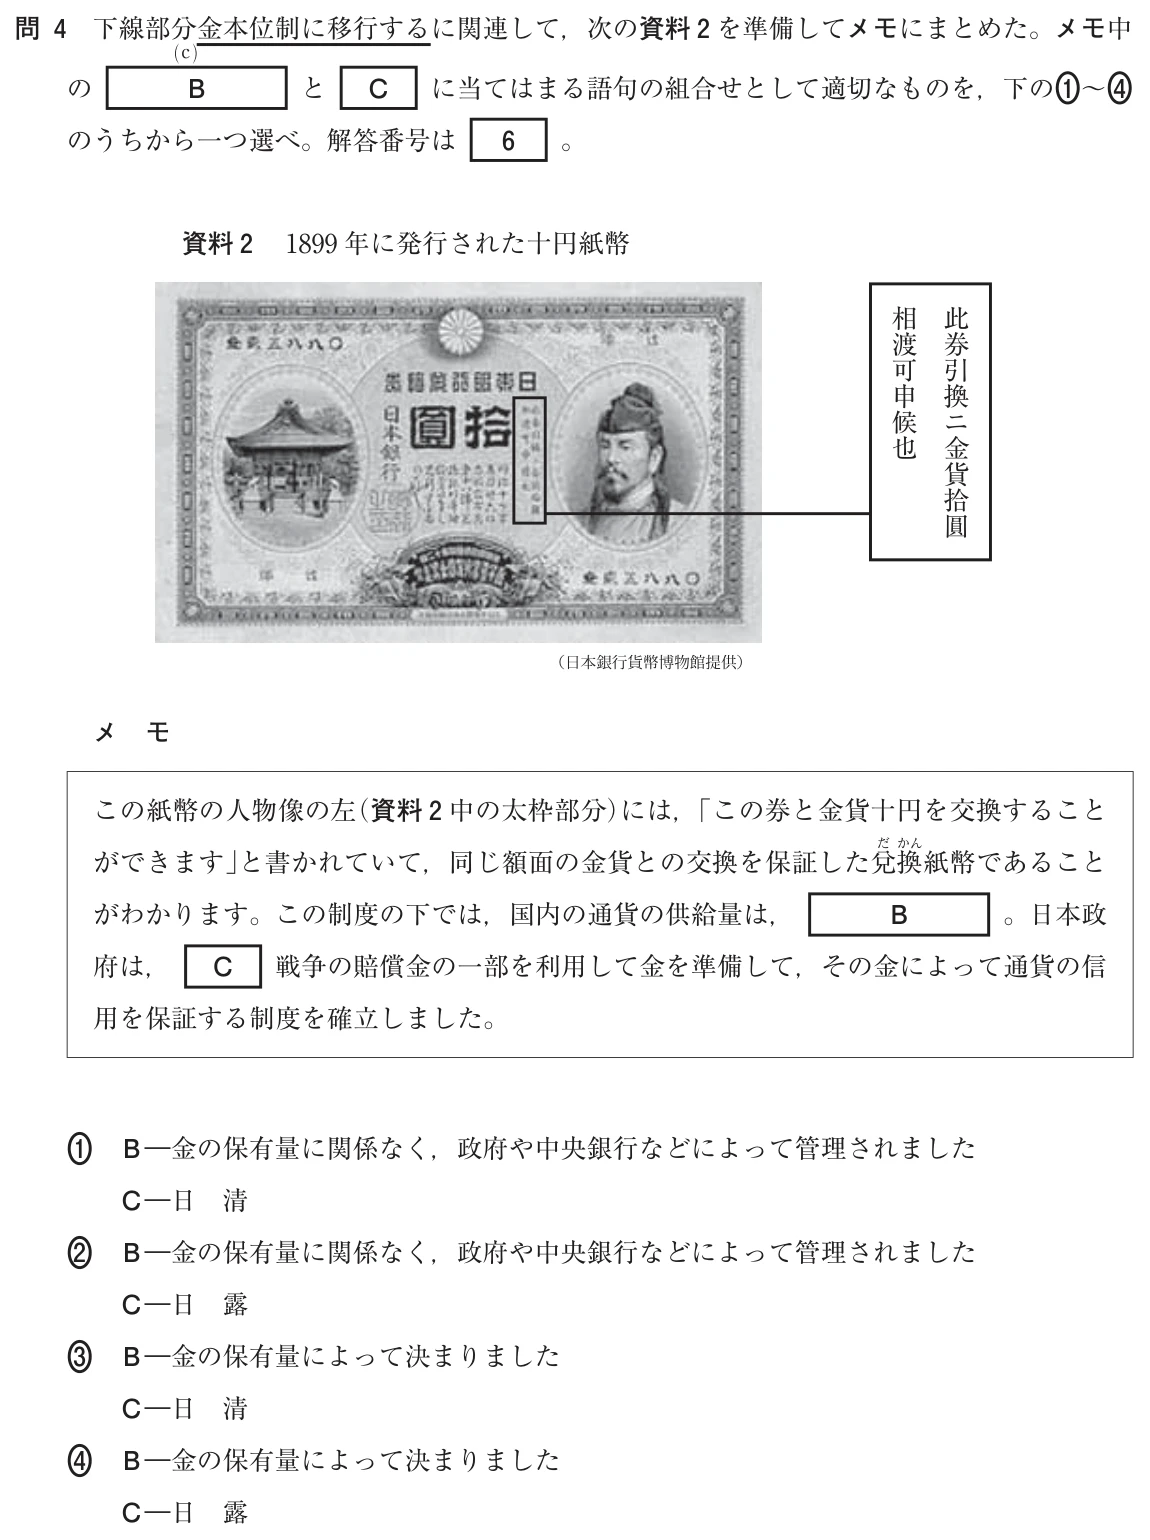 問 4 下線部分金本位制に移行するに関連して，次の資料2を準備してメモにまとめた。メモ中
(c)
の B と C に当てはまる語句の組合せとして適切なものを，下の①～④
のうちから一つ選べ。解答番号は 6 。
資料2 1899年に発行された十円紙幣
日本銀行
拾圓
此券引換ニ金貨拾圓
相渡可申候也
(日本銀行貨幣博物館提供)
メ モ
この紙幣の人物像の左(資料2中の太枠部分)には，「この券と金貨十円を交換すること
だ かん
ができます」と書かれていて，同じ額面の金貨との交換を保証した兌換紙幣であること
がわかります。この制度の下では，国内の通貨の供給量は， B 。日本政
府は， C 戦争の賠償金の一部を利用して金を準備して，その金によって通貨の信
用を保証する制度を確立しました。
① B―金の保有量に関係なく，政府や中央銀行などによって管理されました
C―日 清
② B―金の保有量に関係なく，政府や中央銀行などによって管理されました
C―日 露
③ B―金の保有量によって決まりました
C―日 清
④ B―金の保有量によって決まりました
C―日 露